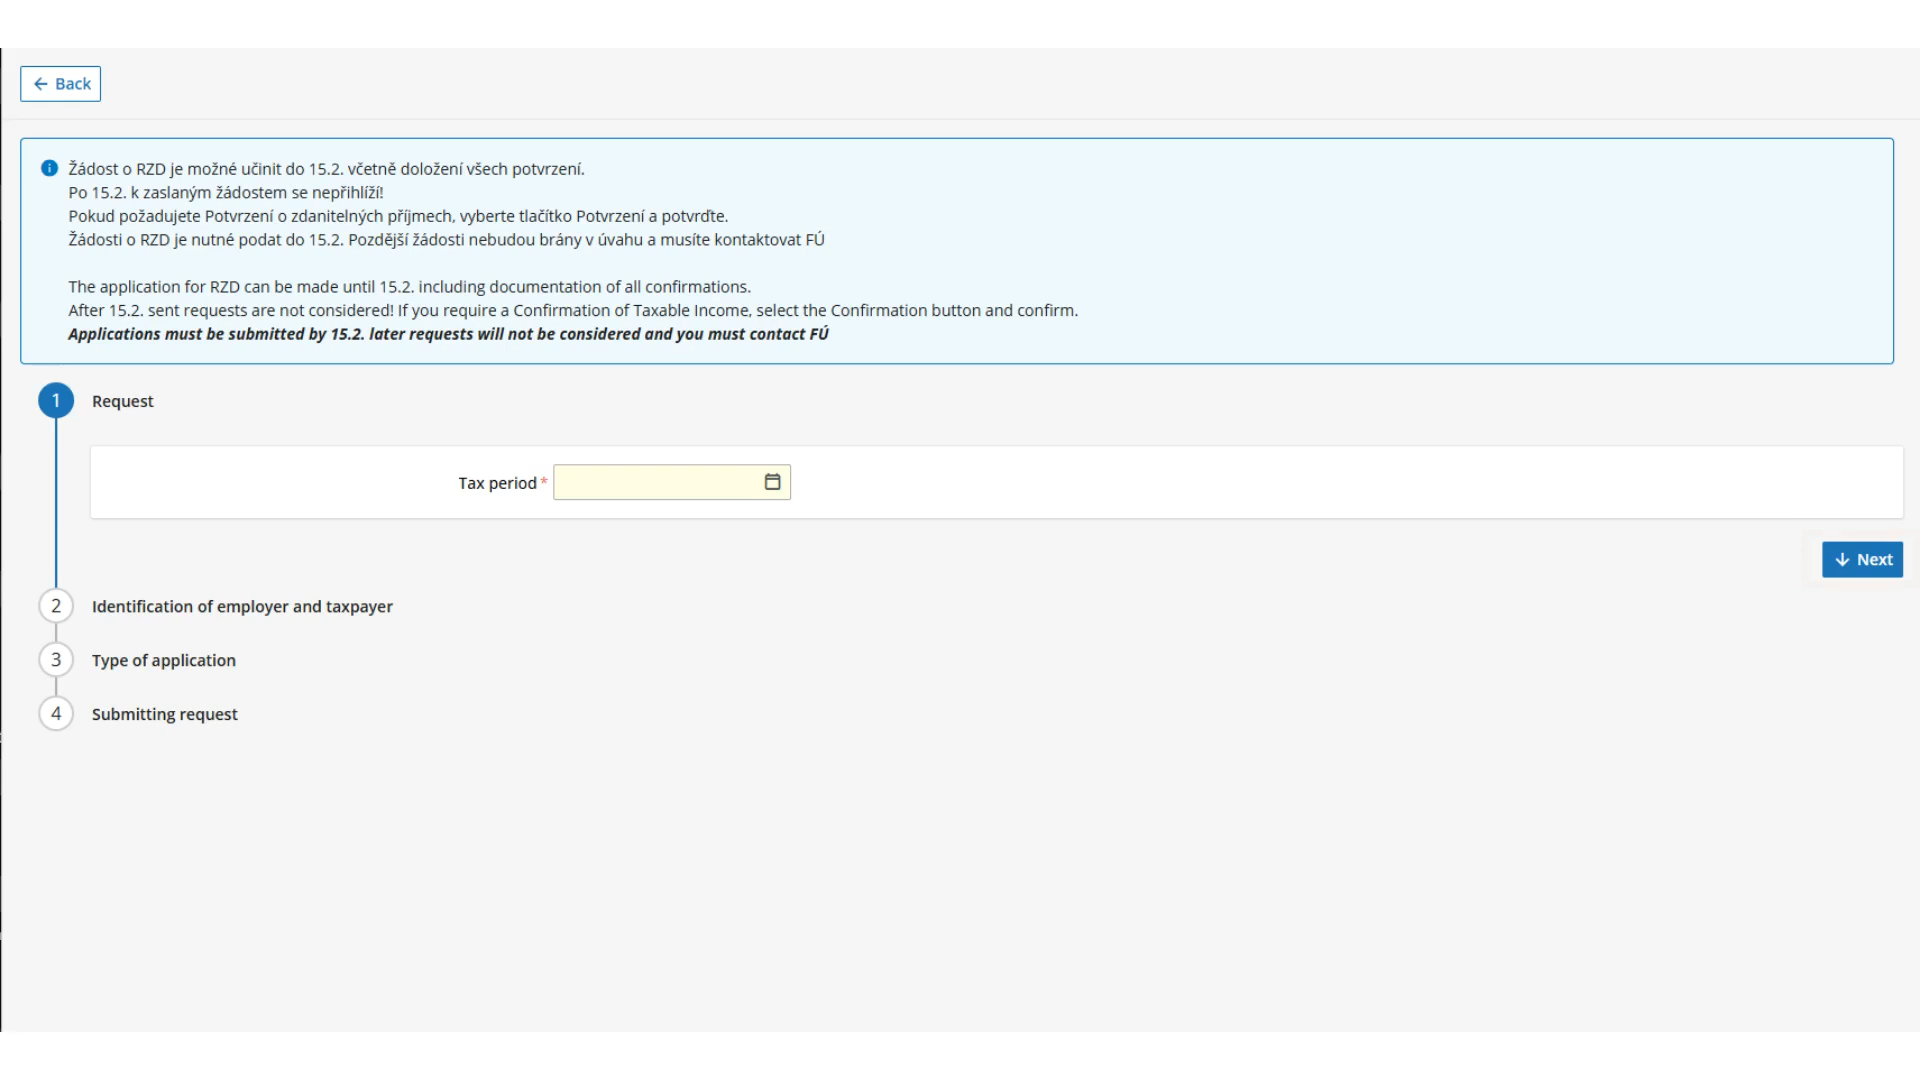 Back
Žádost o RZD je možné učinit do 15.2. včetně doložení všech potvrzení.
Po 15.2. k zaslaným žádostem se nepřihlíží!
Pokud požadujete Potvrzení o zdanitelných příjmech, vyberte tlačítko Potvrzení a potvrďte.
Žádosti o RZD je nutné podat do 15.2. Pozdější žádosti nebudou brány v úvahu a musíte kontaktovat FÚ
The application for RZD can be made until 15.2. including documentation of all confirmations.
After 15.2. sent requests are not considered! If you require a Confirmation of Taxable Income, select the Confirmation button and confirm.
Applications must be submitted by 15.2. later requests will not be considered and you must contact FÚ
1 Request
Tax period *
Next
2 Identification of employer and taxpayer
3 Type of application
4 Submitting request